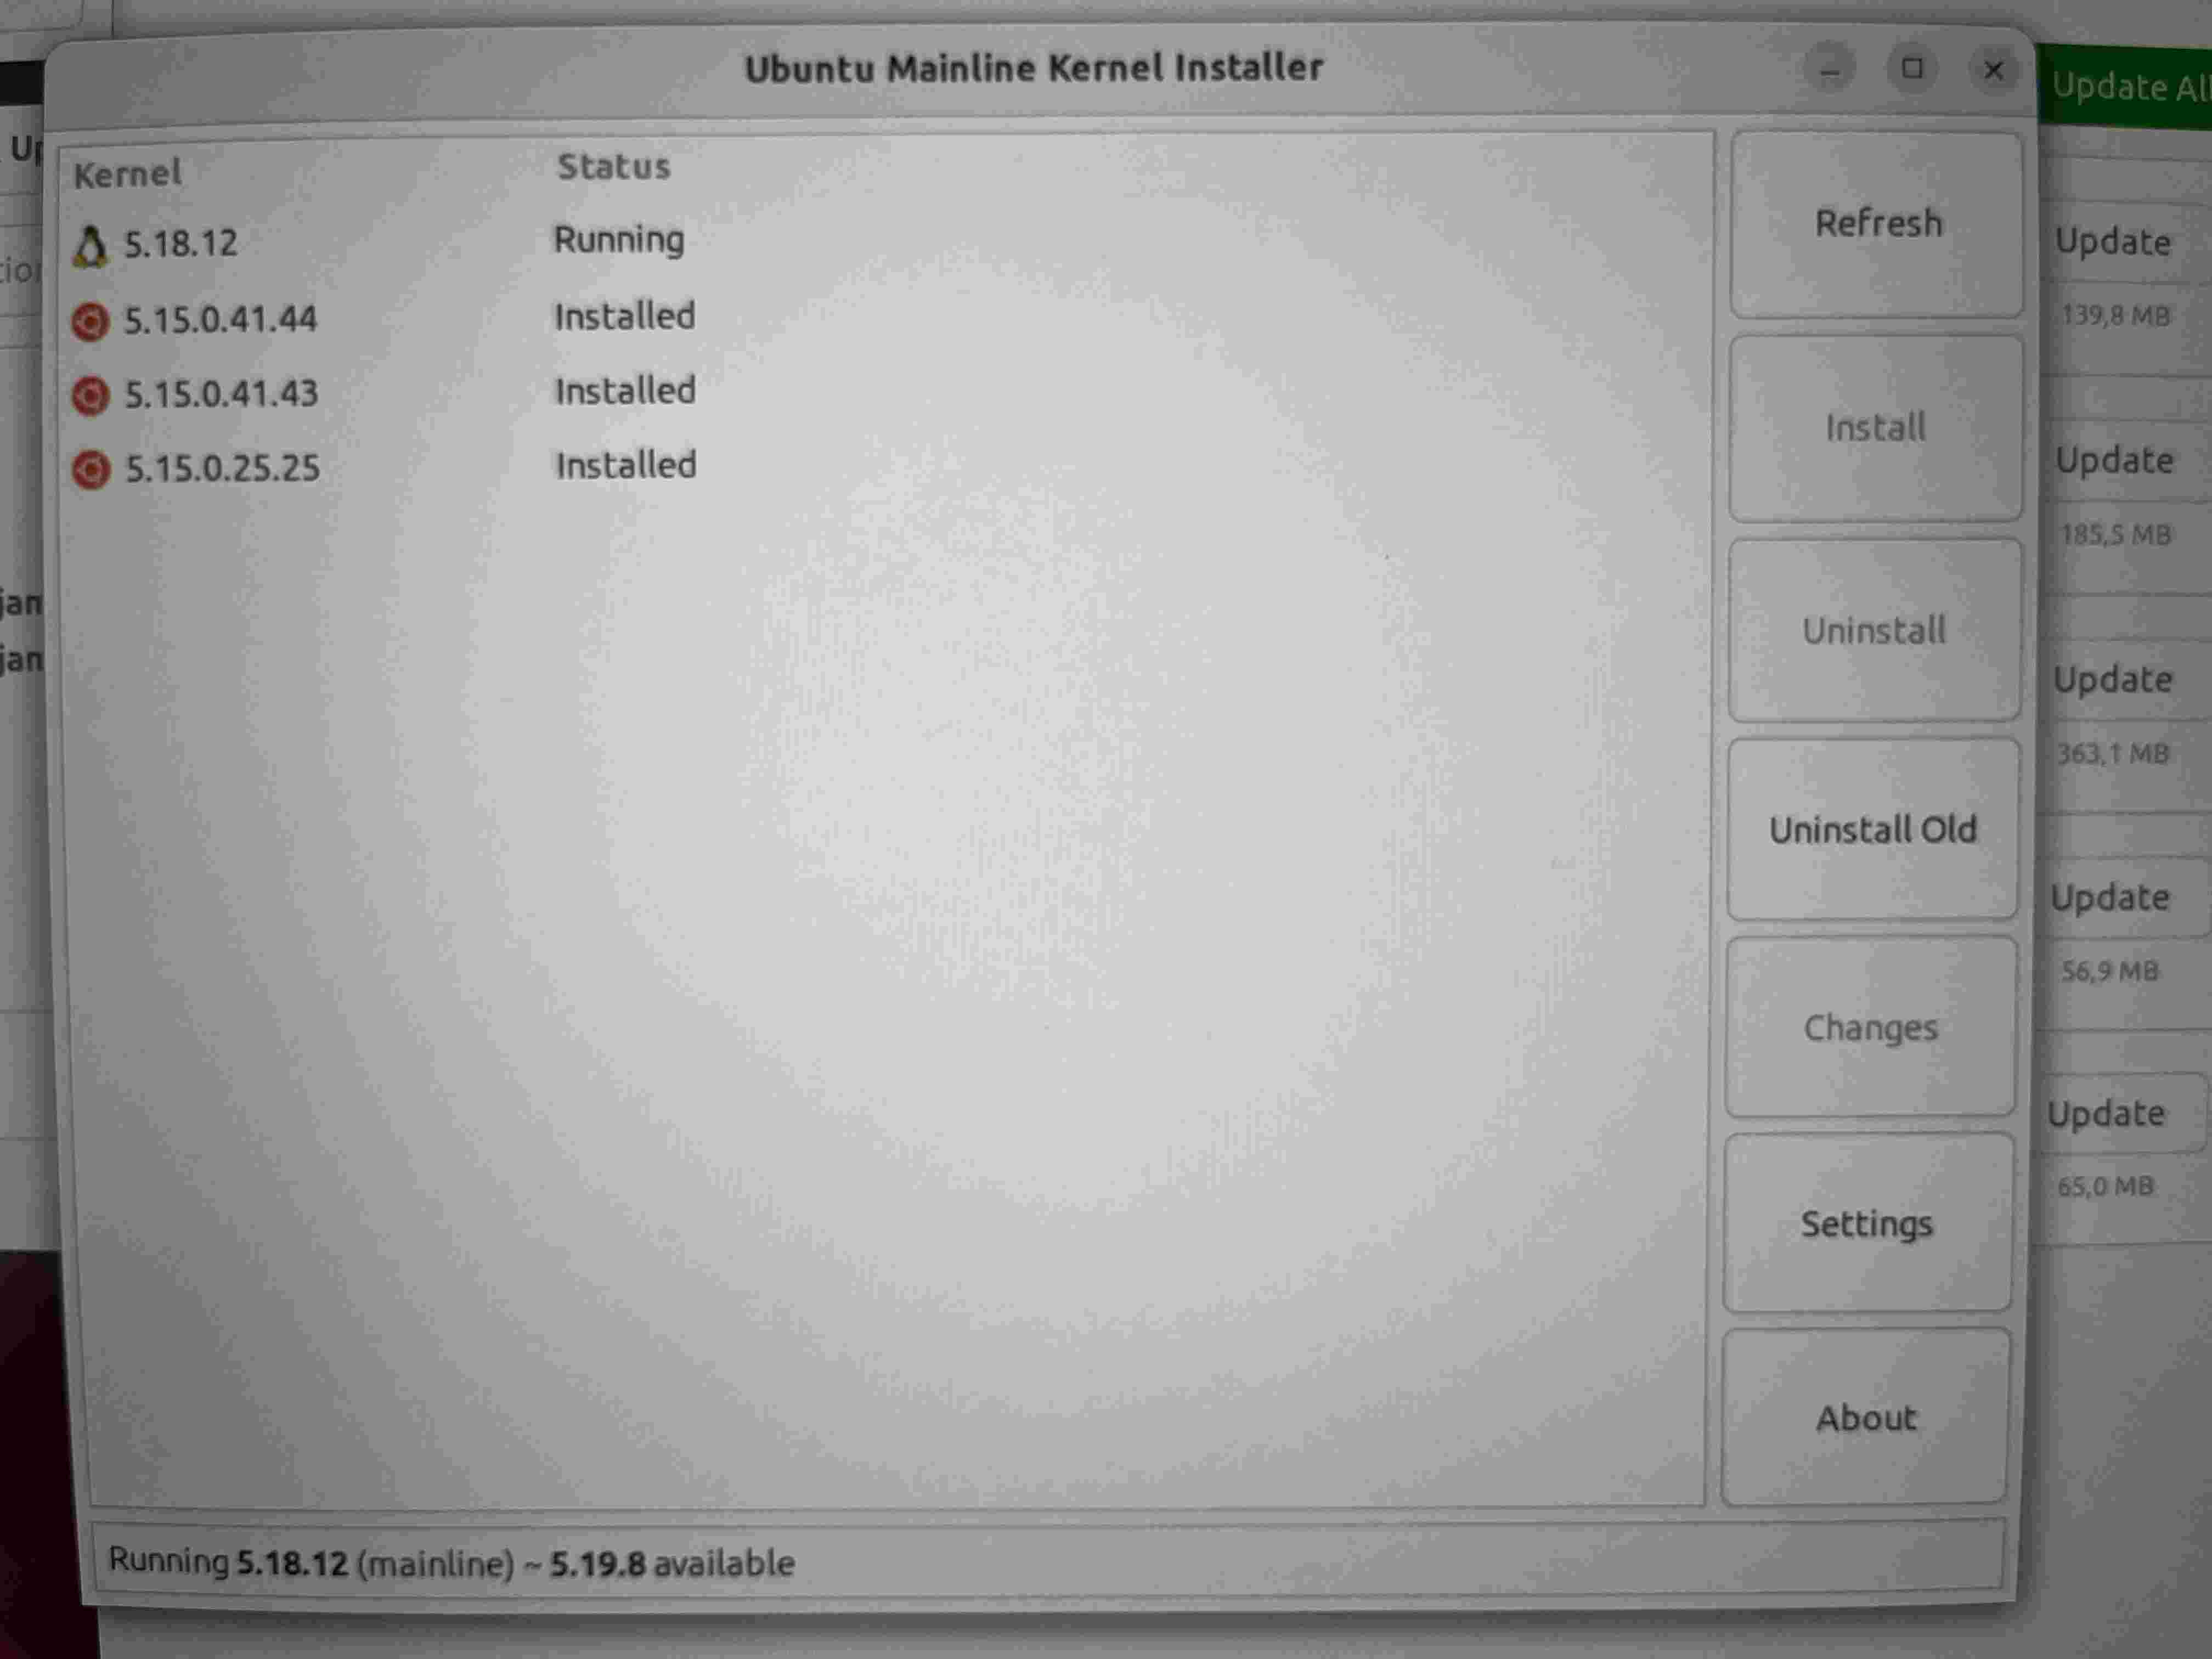 Ubuntu Mainline Kernel Installer
Update All
Up
Kernel Status
5.18.12 Running
5.15.0.41.44 Installed
5.15.0.41.43 Installed
5.15.0.25.25 Installed
tion
jan
jan
Refresh
Install
Uninstall
Uninstall Old
Changes
Settings
About
Update
139,8 MB
Update
185,5 MB
Update
363,1 MB
Update
56,9 MB
Update
65,0 MB
Running 5.18.12 (mainline) ~ 5.19.8 available